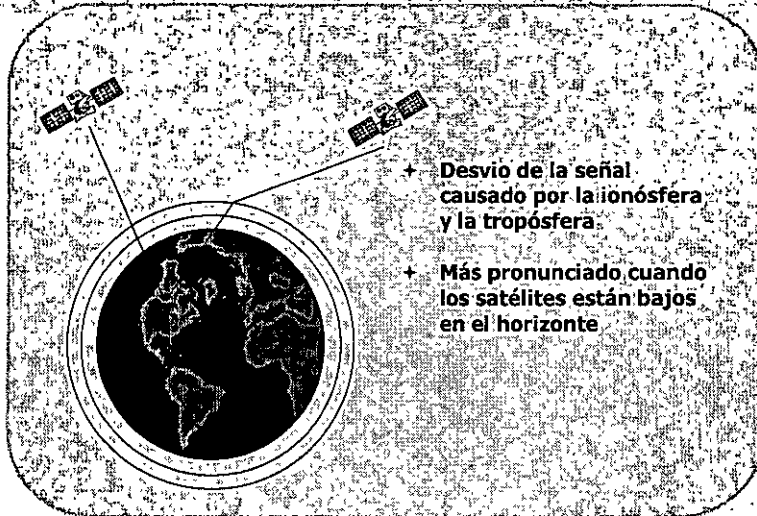 + Desvio de la señal
causado por la ionósfera
y la tropósfera
+ Más pronunciado cuando
los satélites están bajos
en el horizonte